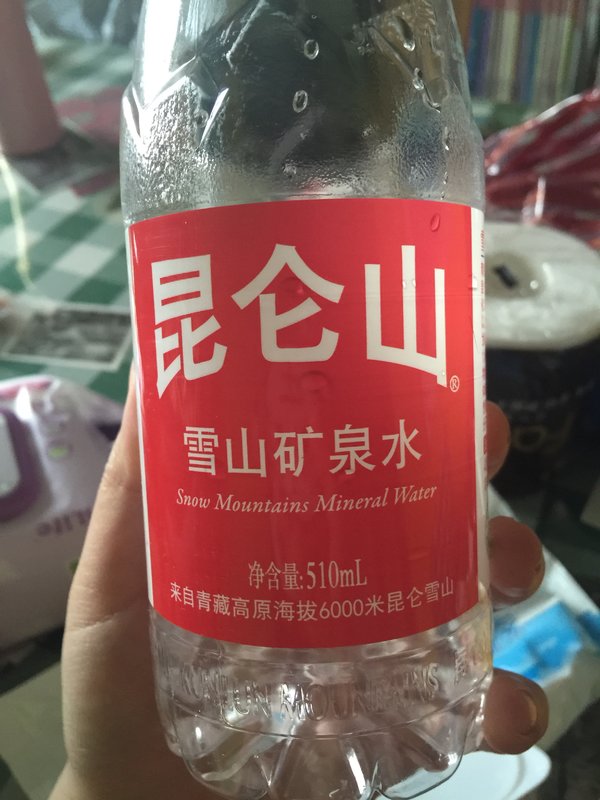 昆仑山®
雪山矿泉水
Snow Mountains Mineral Water
净含量:510mL
来自青藏高原海拔6000米昆仑雪山
KUNLUN MOUNTAINS